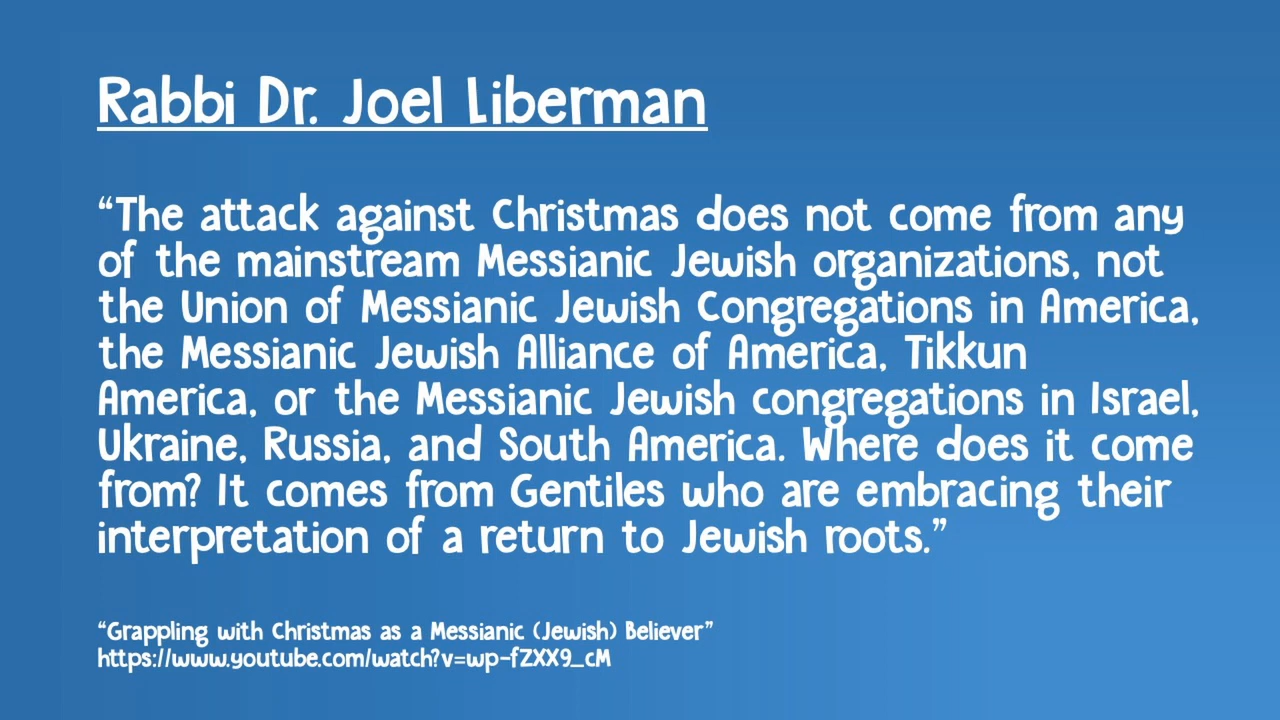 Rabbi Dr. Joel Liberman
“The attack against Christmas does not come from any
of the mainstream Messianic Jewish organizations, not
the Union of Messianic Jewish Congregations in America,
the Messianic Jewish Alliance of America, Tikkun
America, or the Messianic Jewish congregations in Israel,
Ukraine, Russia, and South America. Where does it come
from? It comes from Gentiles who are embracing their
interpretation of a return to Jewish roots.”
“Grappling with Christmas as a Messianic (Jewish) Believer”
https://www.youtube.com/watch?v=wp-fZXX9_cM